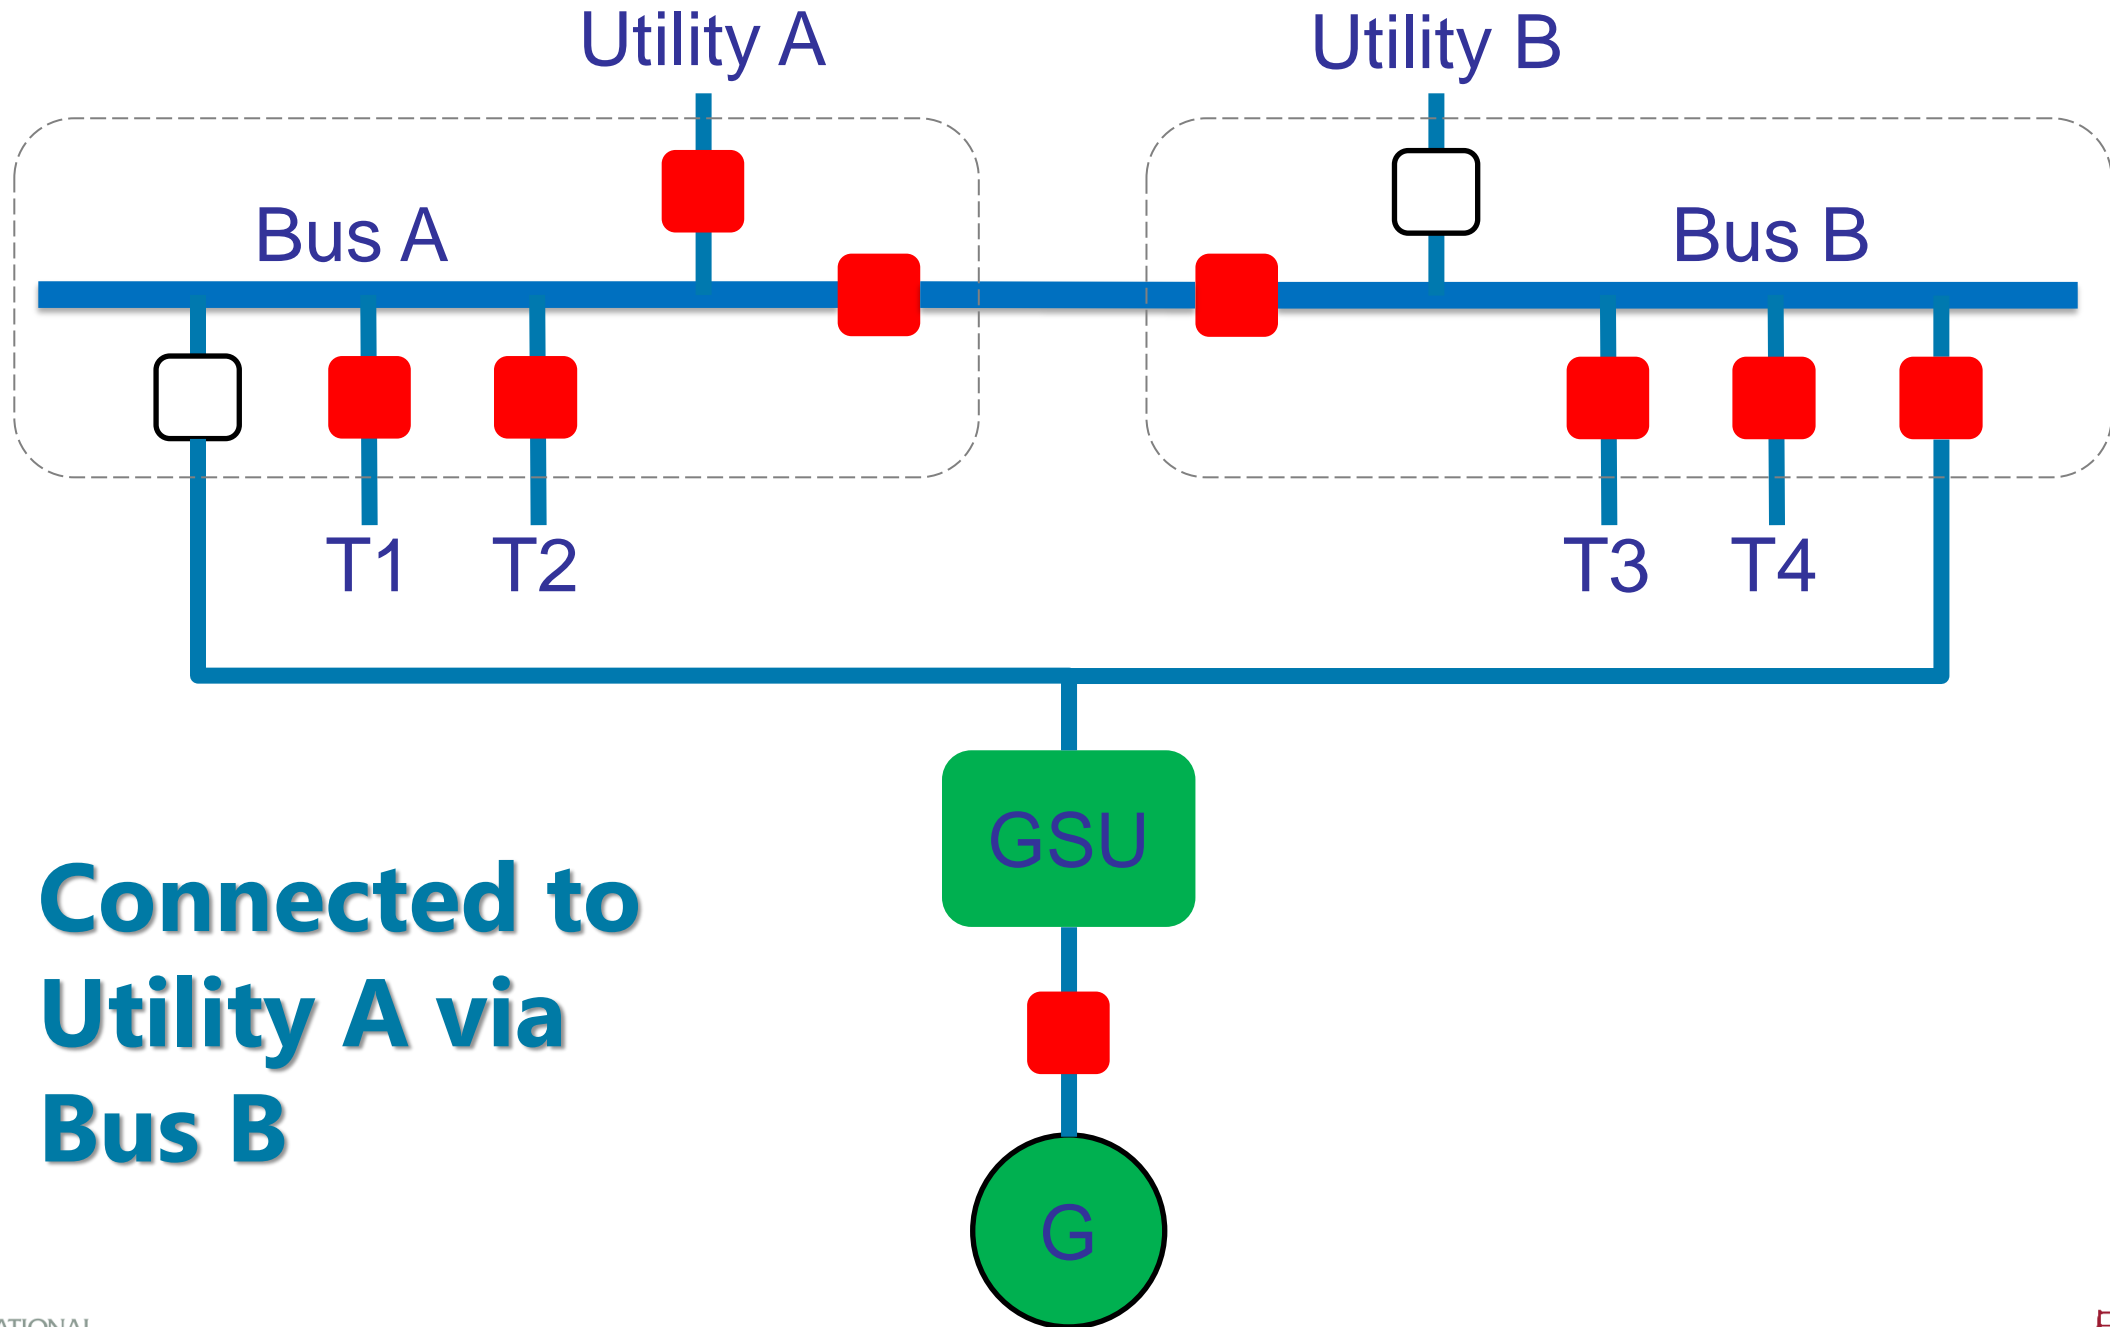 Utility A
Utility B
Bus A
Bus B
T1
T2
T3
T4
GSU
Connected to
Utility A via
Bus B
G